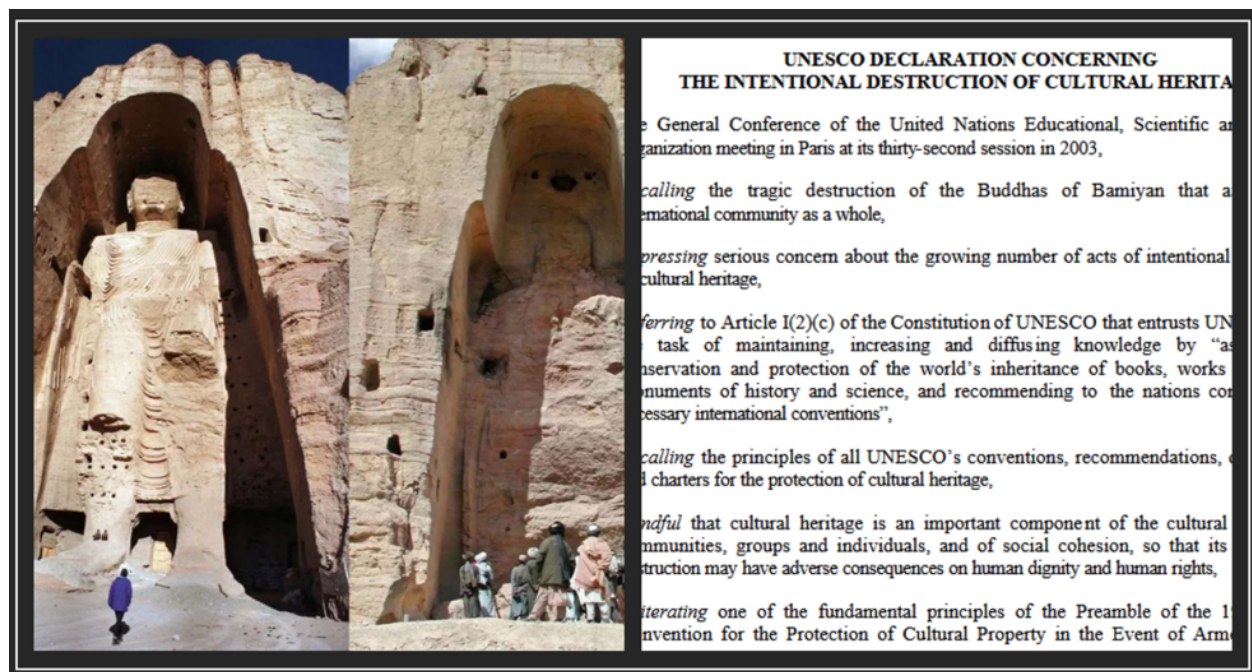 UNESCO DECLARATION CONCERNING
THE INTENTIONAL DESTRUCTION OF CULTURAL HERITA
e General Conference of the United Nations Educational, Scientific an
ganization meeting in Paris at its thirty-second session in 2003,
calling the tragic destruction of the Buddhas of Bamiyan that a
ernational community as a whole,
pressing serious concern about the growing number of acts of intentional
cultural heritage,
ferring to Article I(2)(c) of the Constitution of UNESCO that entrusts UN
task of maintaining, increasing and diffusing knowledge by “as
nservation and protection of the world’s inheritance of books, works
onuments of history and science, and recommending to the nations con
cessary international conventions”,
calling the principles of all UNESCO’s conventions, recommendations,
d charters for the protection of cultural heritage,
ndful that cultural heritage is an important component of the cultural
mmunities, groups and individuals, and of social cohesion, so that its
struction may have adverse consequences on human dignity and human rights,
iterating one of the fundamental principles of the Preamble of the 1
nvention for the Protection of Cultural Property in the Event of Arme